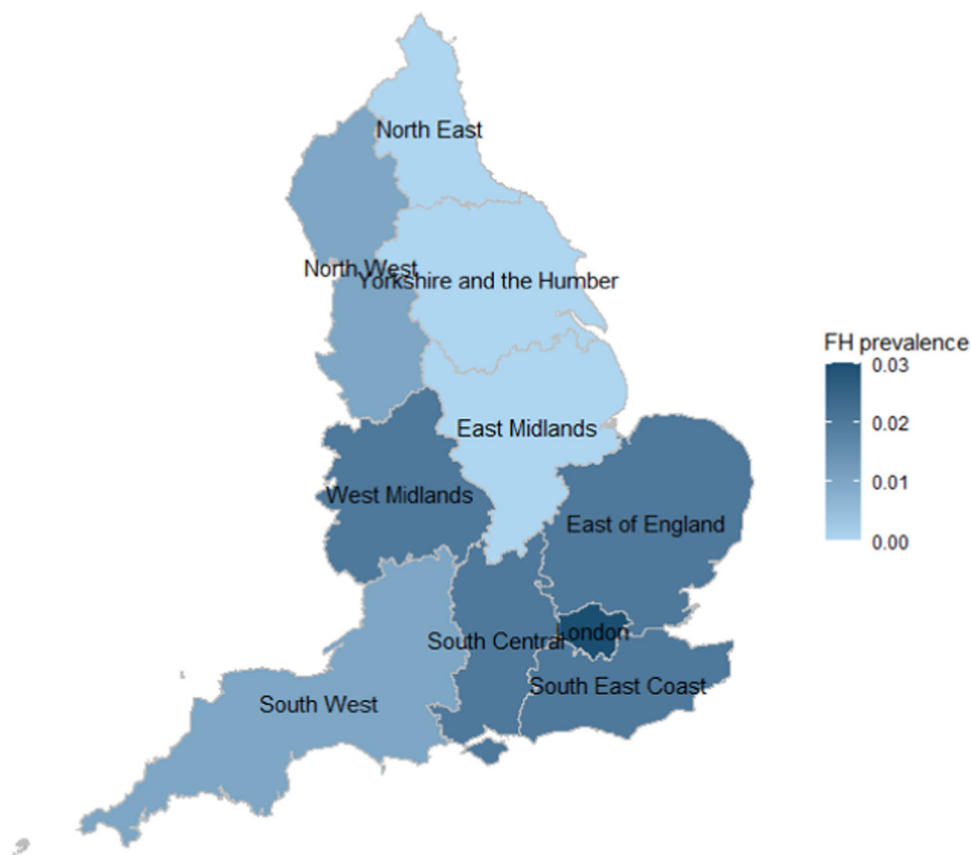 North East
North West
Yorkshire and the Humber
FH prevalence
0.03
0.02
0.01
0.00
East Midlands
West Midlands
East of England
London
South Central
South East Coast
South West